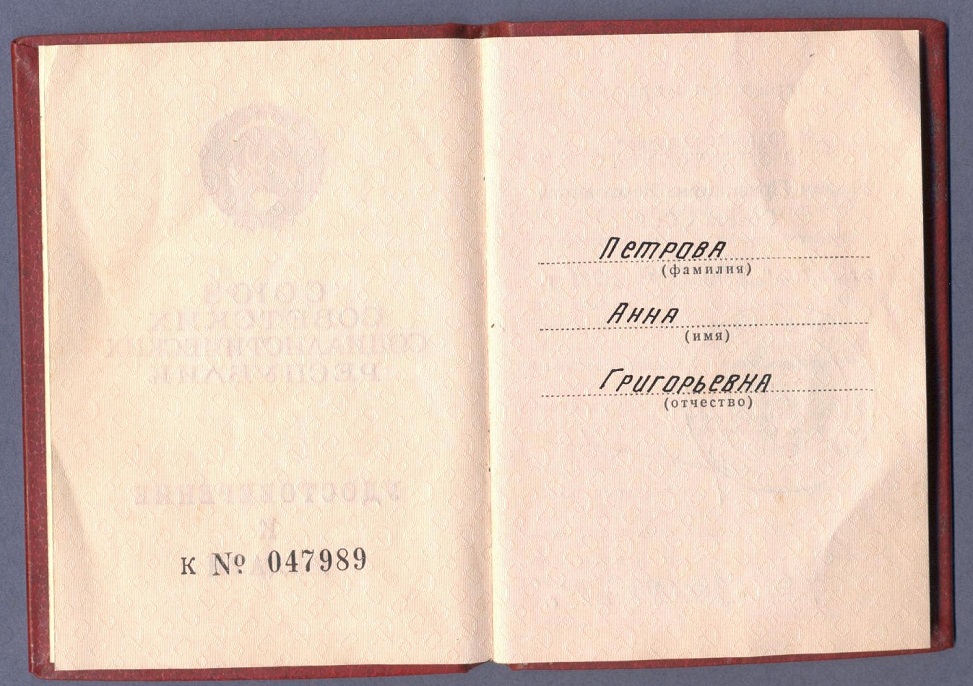 к № 047989
Петрова
(фамилия)
Анна
(имя)
Григорьевна
(отчество)